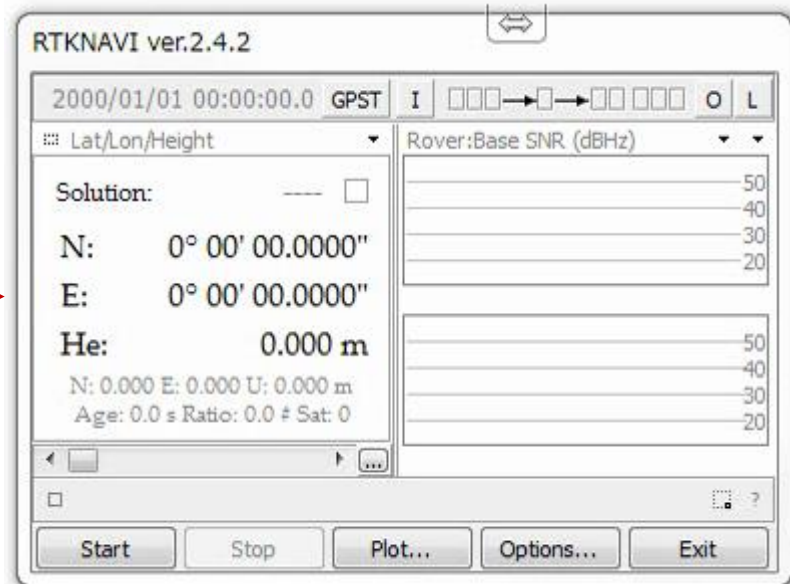 RTKNAVI ver.2.4.2
2000/01/01 00:00:00.0 GPST I O L
Lat/Lon/Height
Solution: ----
N: 0° 00' 00.0000"
E: 0° 00' 00.0000"
He: 0.000 m
N: 0.000 E: 0.000 U: 0.000 m
Age: 0.0 s Ratio: 0.0 # Sat: 0
...
Rover:Base SNR (dBHz)
50
40
30
20
50
40
30
20
?
Start Stop Plot... Options... Exit